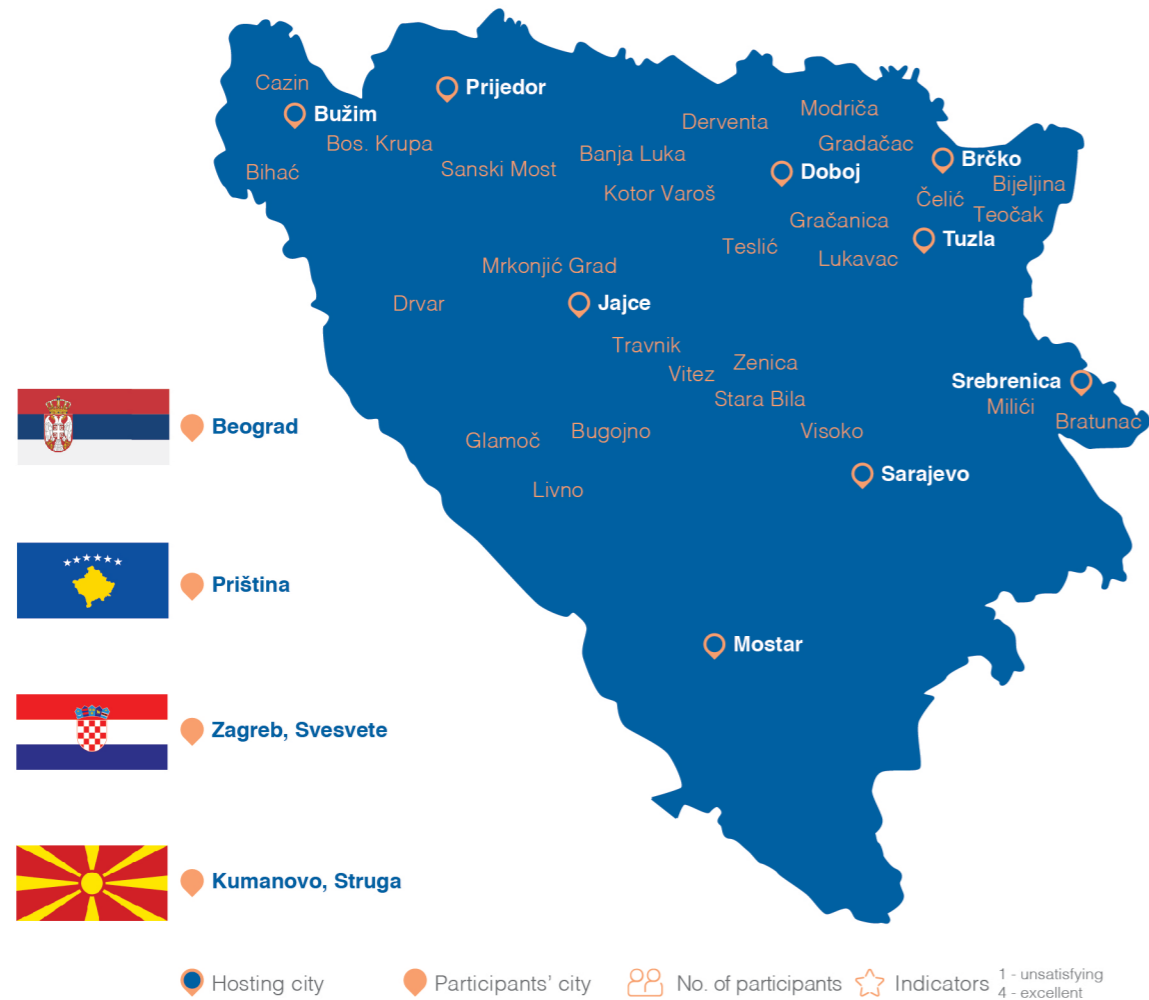 Cazin
Prijedor
Bužim
Modriča
Derventa
Bos. Krupa
Gradačac
Banja Luka
Brčko
Bihać
Sanski Most
Doboj
Bijeljina
Kotor Varoš
Čelić
Teočak
Gračanica
Tuzla
Teslić
Lukavac
Mrkonjić Grad
Drvar
Jajce
Travnik
Zenica
Vitez
Srebrenica
Stara Bila
Milići
Bratunac
Beograd
Glamoč
Bugojno
Visoko
Sarajevo
Livno
Priština
Mostar
Zagreb, Svesvete
Kumanovo, Struga
Hosting city
Participants' city
No. of participants
Indicators
1 - unsatisfying
4 - excellent